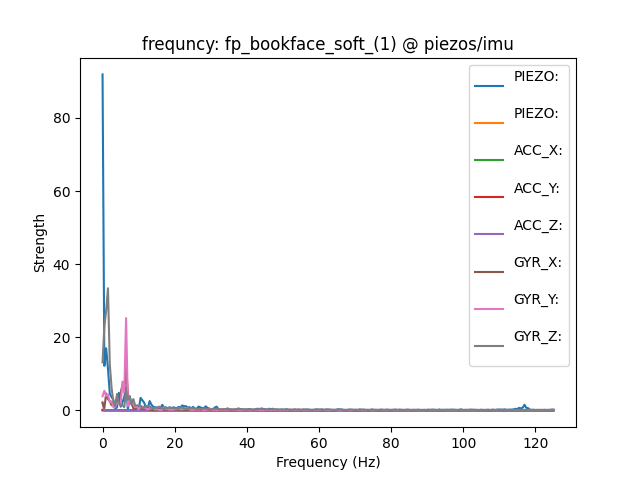 frequncy: fp_bookface_soft_(1) @ piezos/imu
Strength
80
60
40
20
0
0 20 40 60 80 100 120
Frequency (Hz)
PIEZO:
PIEZO:
ACC_X:
ACC_Y:
ACC_Z:
GYR_X:
GYR_Y:
GYR_Z: